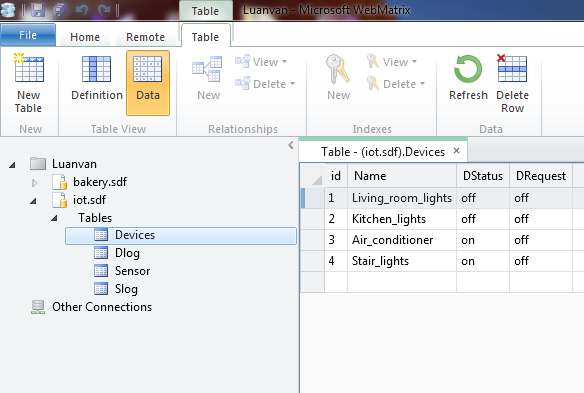 Table
Luanvan - Microsoft WebMatrix
File Home Remote Table
New Table
Definition
Data
New
View
Delete
New
View
Delete
Refresh
Delete Row
New
Table View
Relationships
Indexes
Data
Luanvan
bakery.sdf
iot.sdf
Tables
Devices
Dlog
Sensor
Slog
Other Connections
Table - (iot.sdf).Devices ×
id Name DStatus DRequest
1 Living_room_lights off off
2 Kitchen_lights off off
3 Air_conditioner on off
4 Stair_lights on off